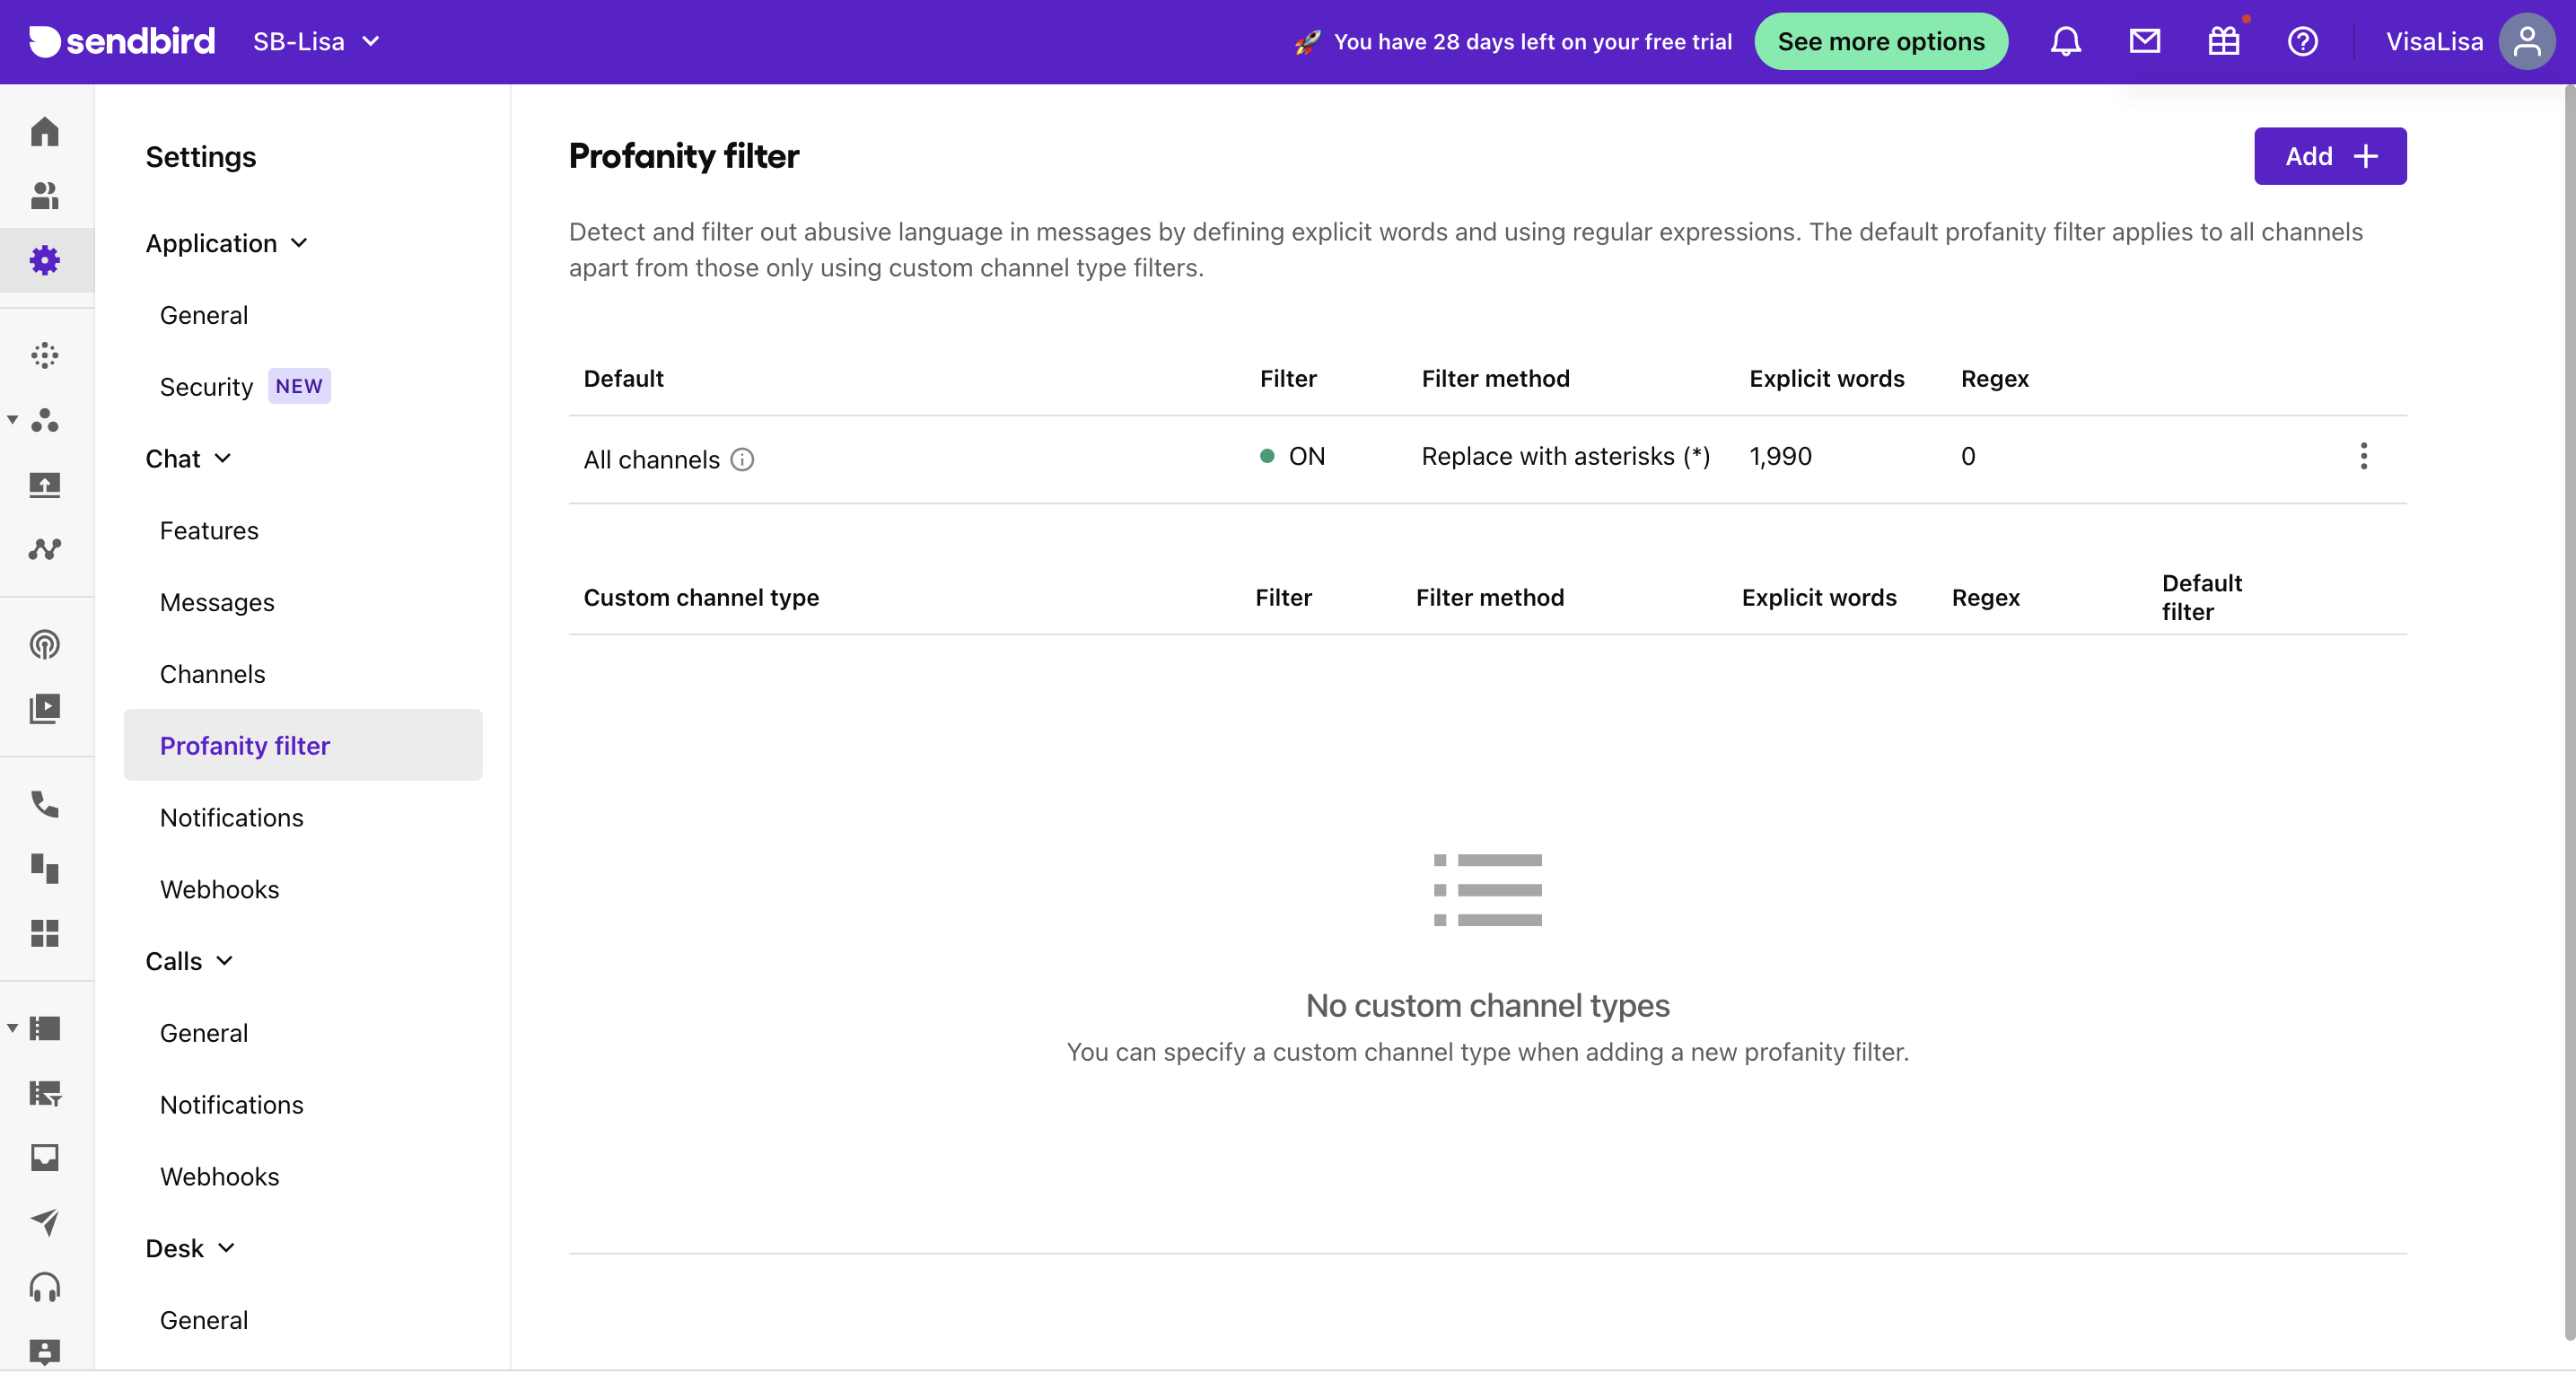 sendbird
SB-Lisa
🚀 You have 28 days left on your free trial
See more options
VisaLisa
Settings
Application
General
Security NEW
Chat
Features
Messages
Channels
Profanity filter
Notifications
Webhooks
Calls
General
Notifications
Webhooks
Desk
General
Profanity filter
Add +
Detect and filter out abusive language in messages by defining explicit words and using regular expressions. The default profanity filter applies to all channels
apart from those only using custom channel type filters.
Default Filter Filter method Explicit words Regex
All channels ON Replace with asterisks (*) 1,990 0
Custom channel type Filter Filter method Explicit words Regex Default
filter
No custom channel types
You can specify a custom channel type when adding a new profanity filter.